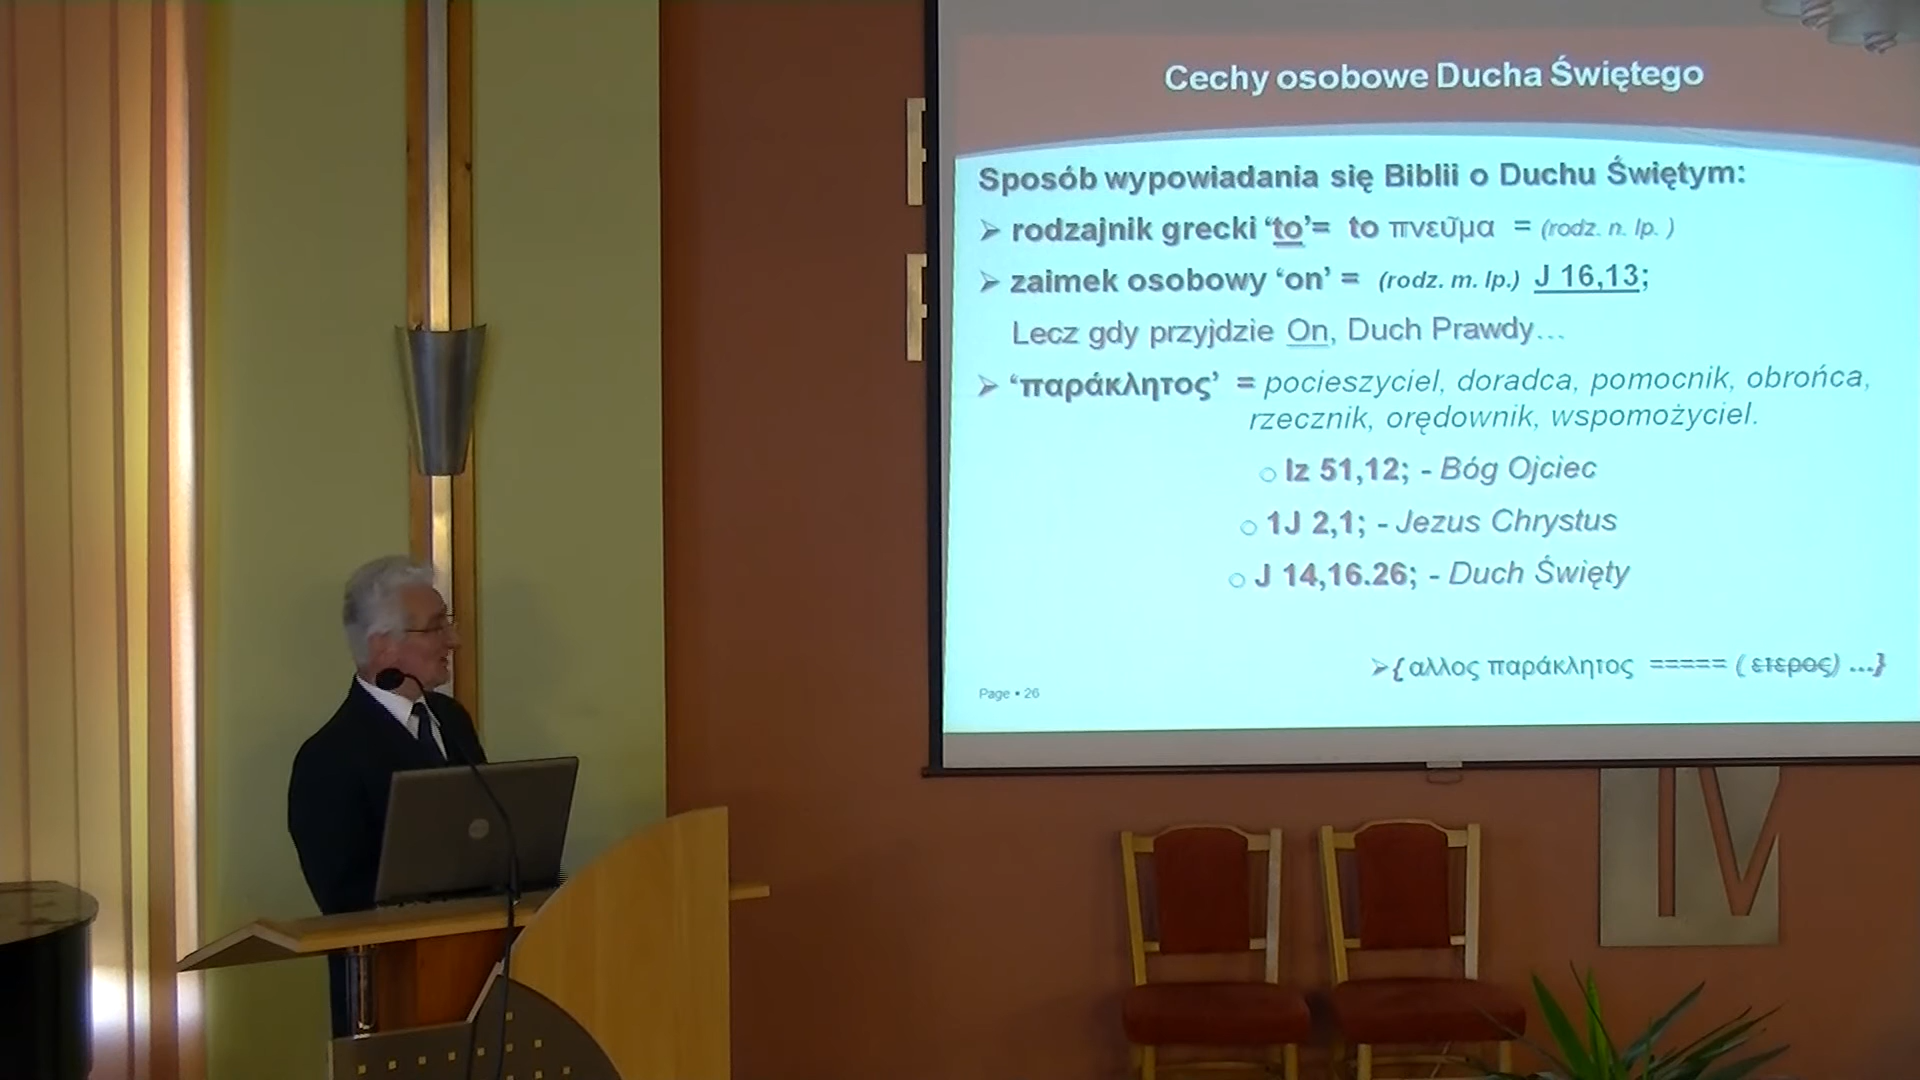 Cechy osobowe Ducha Świętego
Sposób wypowiadania się Biblii o Duchu Świętym:
➢ rodzajnik grecki ‘to’= to πνεῦμα = (rodz. n. lp. )
➢ zaimek osobowy ‘on’ = (rodz. m. lp.) J 16,13;
Lecz gdy przyjdzie On, Duch Prawdy…
➢ ‘παράκλητος’ = pocieszyciel, doradca, pomocnik, obrońca,
rzecznik, orędownik, wspomożyciel.
○ Iz 51,12; - Bóg Ojciec
○ 1J 2,1; - Jezus Chrystus
○ J 14,16.26; - Duch Święty
➢{ αλλος παράκλητος ===== ( ετερος) ...}
Page ▪ 26